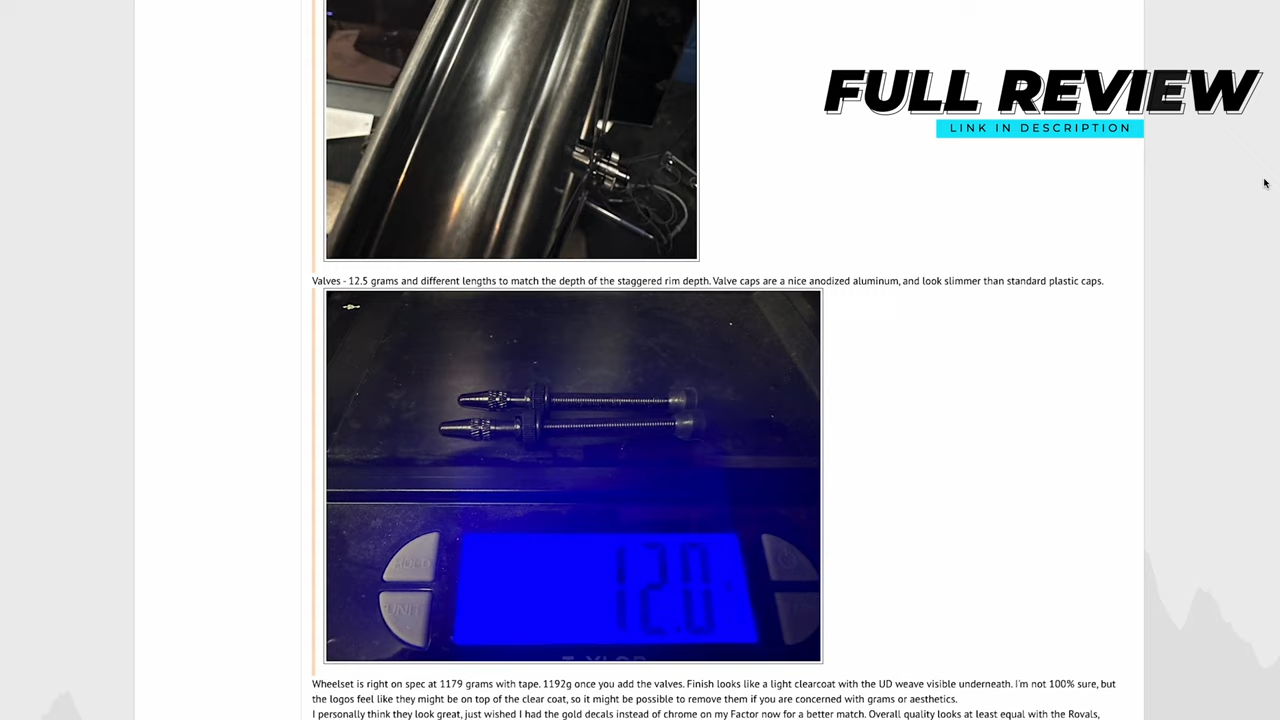 FULL REVIEW
LINK IN DESCRIPTION
Valves - 12.5 grams and different lengths to match the depth of the staggered rim depth. Valve caps are a nice anodized aluminum, and look slimmer than standard plastic caps.
HOLD
UNIT
12.0
Wheelset is right on spec at 1179 grams with tape. 1192g once you add the valves. Finish looks like a light clearcoat with the UD weave visible underneath. I'm not 100% sure, but
the logos feel like they might be on top of the clear coat, so it might be possible to remove them if you are concerned with grams or aesthetics.
I personally think they look great, just wished I had the gold decals instead of chrome on my Factor now for a better match. Overall quality looks at least equal with the Rovals,